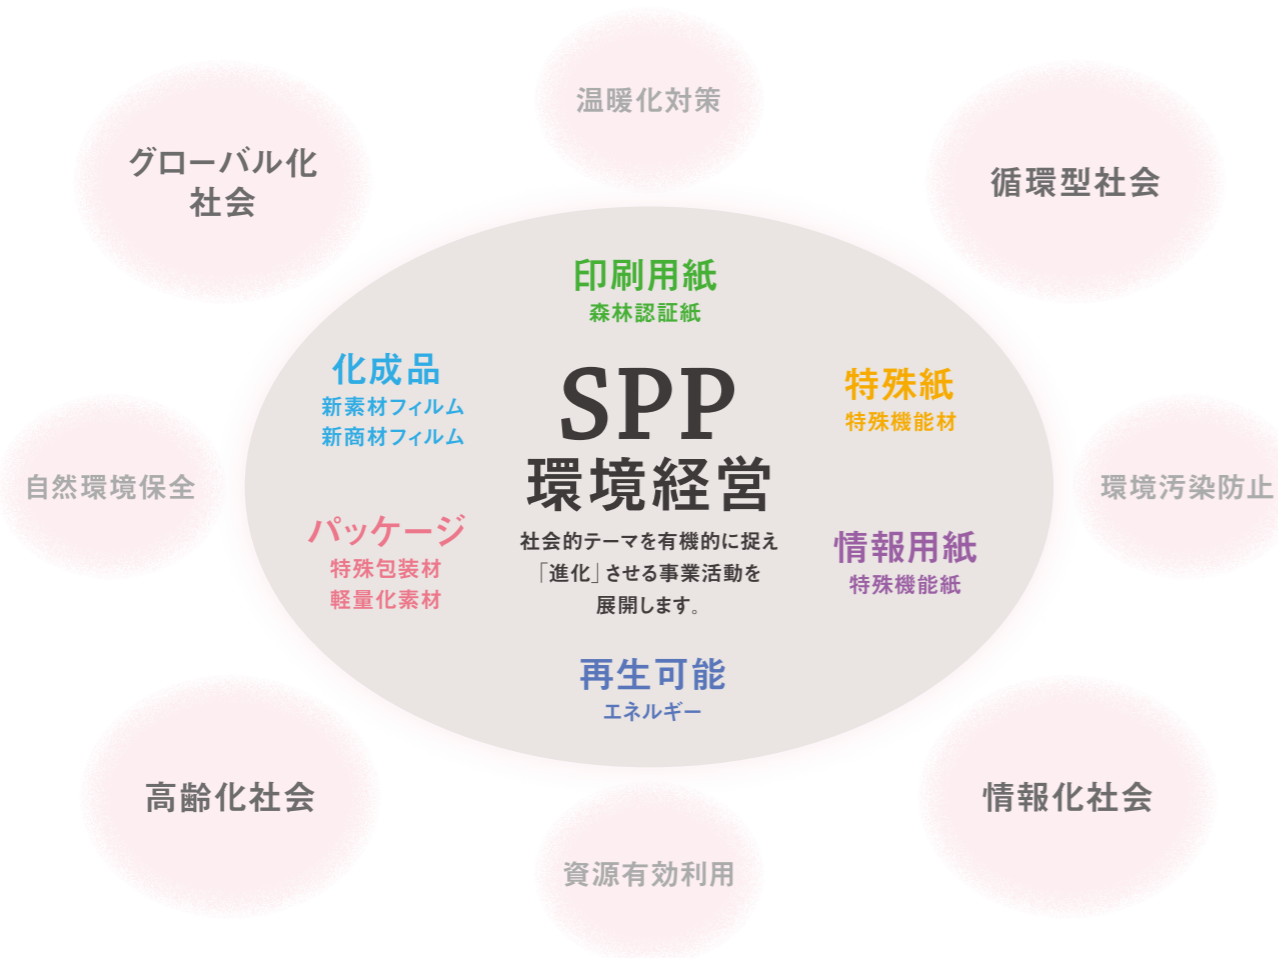 温暖化対策
グローバル化
社会
循環型社会
印刷用紙
森林認証紙
化成品
新素材フィルム
新商材フィルム
特殊紙
特殊機能材
SPP
環境経営
社会的テーマを有機的に捉え
「進化」させる事業活動を
展開します。
自然環境保全
環境汚染防止
パッケージ
特殊包装材
軽量化素材
情報用紙
特殊機能紙
再生可能
エネルギー
高齢化社会
情報化社会
資源有効利用